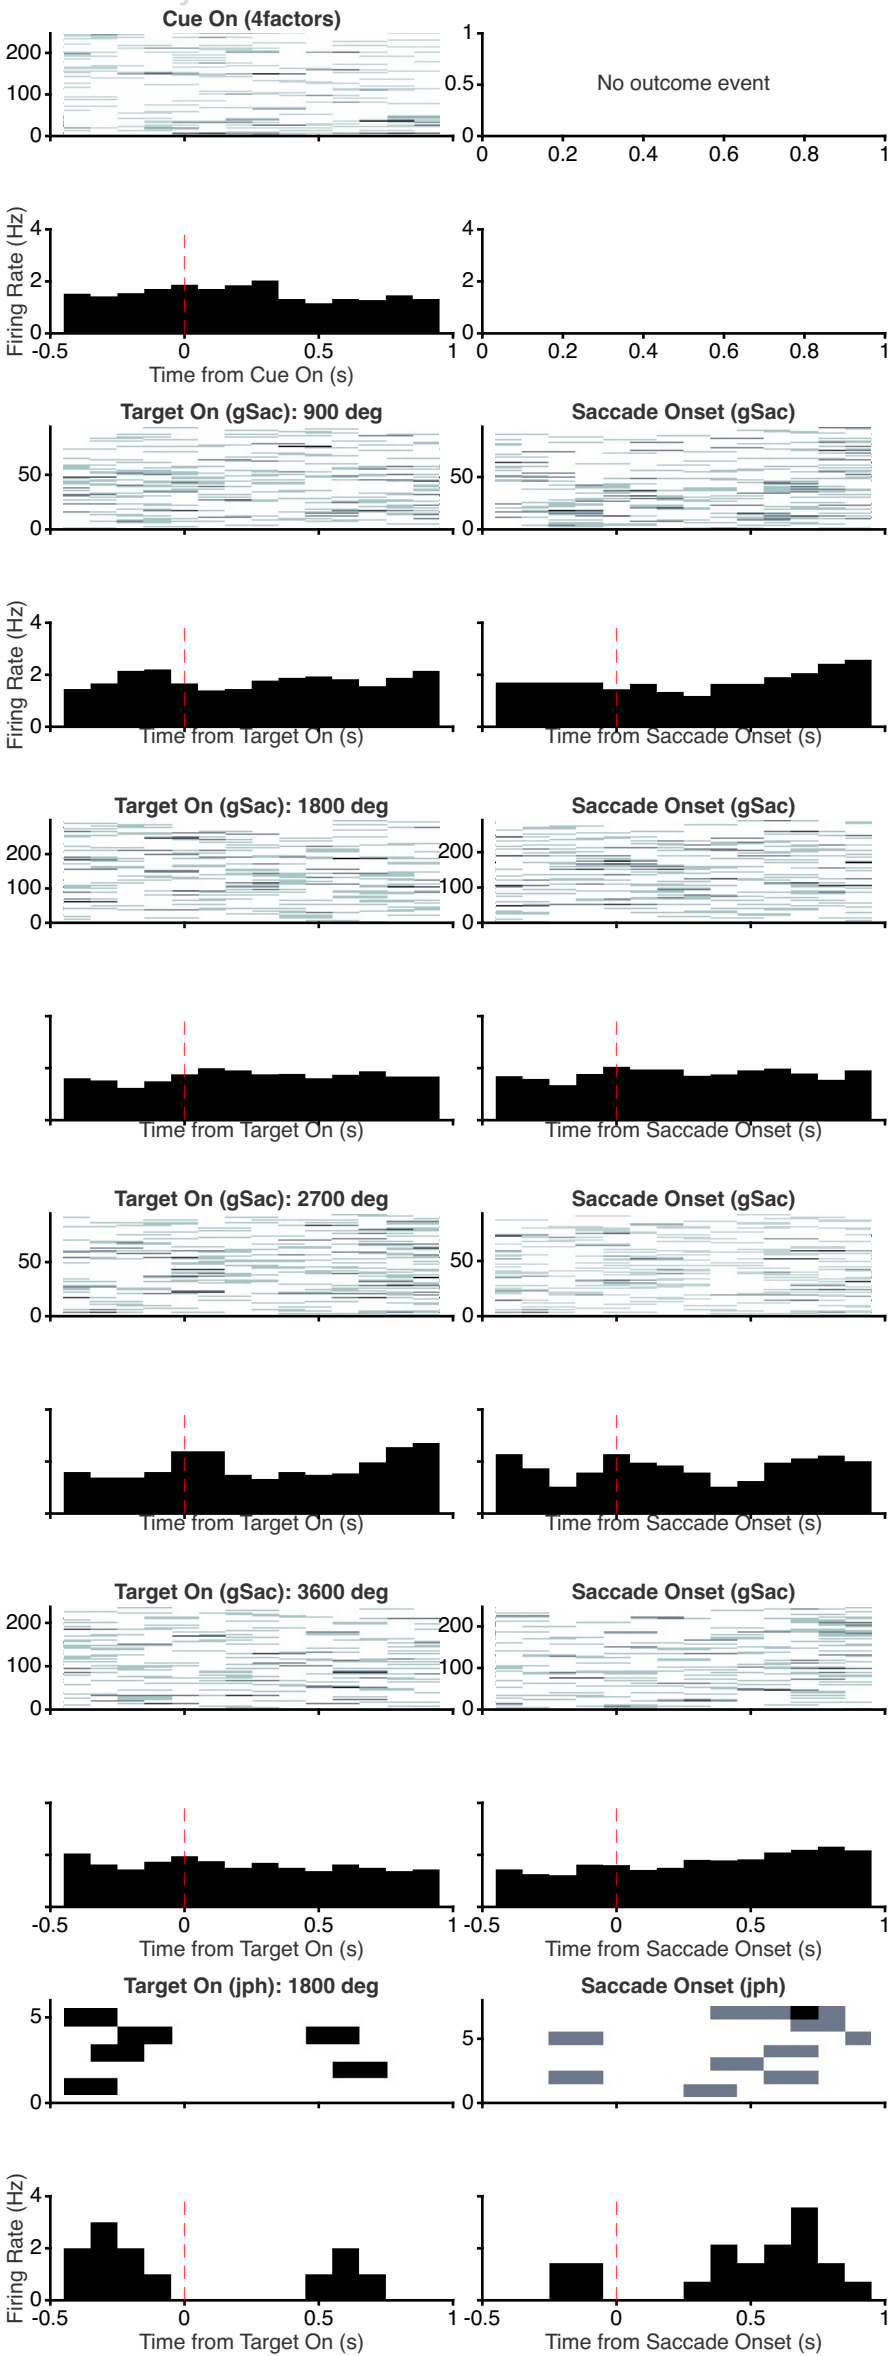 Cue On (4factors)
200
100
0
1
0.5
0
No outcome event
0 0.2 0.4 0.6 0.8 1
Firing Rate (Hz)
4
2
0
-0.5 0 0.5 1
Time from Cue On (s)
4
2
0
0 0.2 0.4 0.6 0.8 1
Target On (gSac): 900 deg
50
0
Saccade Onset (gSac)
50
0
Firing Rate (Hz)
4
2
0
Time from Target On (s)
Time from Saccade Onset (s)
Target On (gSac): 1800 deg
200
100
0
Saccade Onset (gSac)
200
100
0
Time from Target On (s)
Time from Saccade Onset (s)
Target On (gSac): 2700 deg
50
0
Saccade Onset (gSac)
50
0
Time from Target On (s)
Time from Saccade Onset (s)
Target On (gSac): 3600 deg
200
100
0
Saccade Onset (gSac)
200
100
0
-0.5 0 0.5 1
Time from Target On (s)
-0.5 0 0.5 1
Time from Saccade Onset (s)
Target On (jph): 1800 deg
5
0
Saccade Onset (jph)
5
0
Firing Rate (Hz)
4
2
0
-0.5 0 0.5 1
Time from Target On (s)
-0.5 0 0.5 1
Time from Saccade Onset (s)